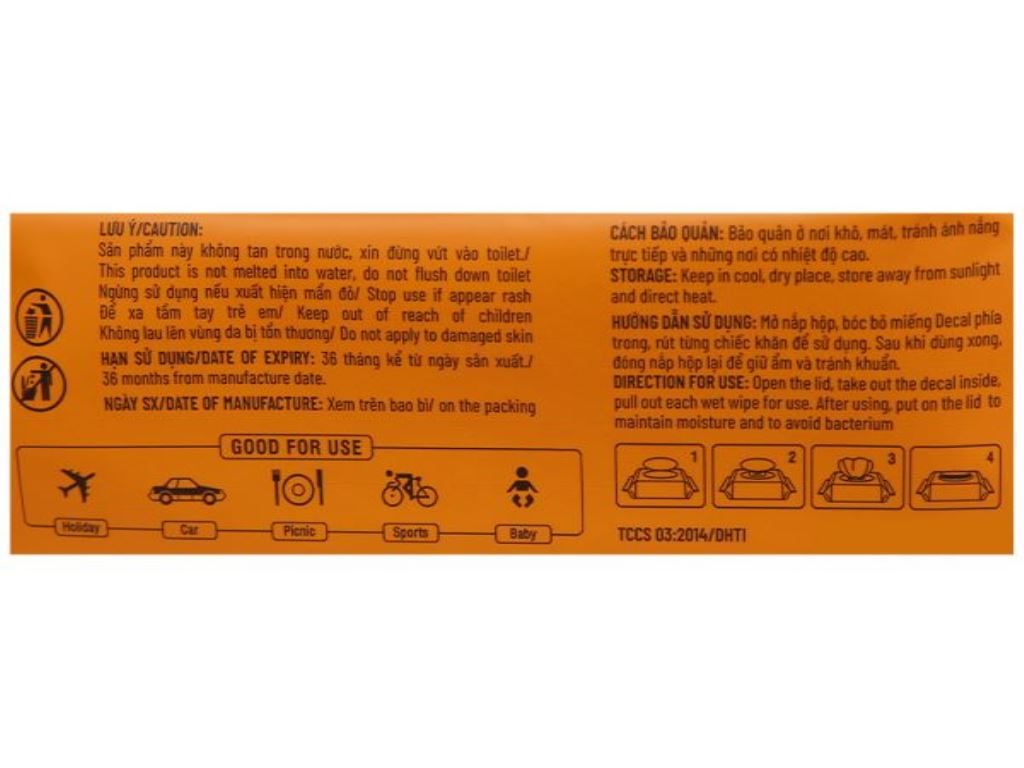 LƯU Ý/CAUTION:
Sản phẩm này không tan trong nước, xin đừng vứt vào toilet./
This product is not melted into water, do not flush down toilet
Ngừng sử dụng nếu xuất hiện mẩn đỏ/ Stop use if appear rash
Để xa tầm tay trẻ em/ Keep out of reach of children
Không lau lên vùng da bị tổn thương/ Do not apply to damaged skin
HẠN SỬ DỤNG/DATE OF EXPIRY: 36 tháng kể từ ngày sản xuất./
36 months from manufacture date.
NGÀY SX/DATE OF MANUFACTURE: Xem trên bao bì/ on the packing
GOOD FOR USE
Holiday
Car
Picnic
Sports
Baby
CÁCH BẢO QUẢN: Bảo quản ở nơi khô, mát, tránh ánh nắng
trực tiếp và những nơi có nhiệt độ cao.
STORAGE: Keep in cool, dry place, store away from sunlight
and direct heat.
HƯỚNG DẪN SỬ DỤNG: Mở nắp hộp, bóc bỏ miếng Decal phía
trong, rút từng chiếc khăn để sử dụng. Sau khi dùng xong,
đóng nắp hộp lại để giữ ẩm và tránh khuẩn.
DIRECTION FOR USE: Open the lid, take out the decal inside,
pull out each wet wipe for use. After using, put on the lid to
maintain moisture and to avoid bacterium
1
2
3
4
TCCS 03:2014/DHTI